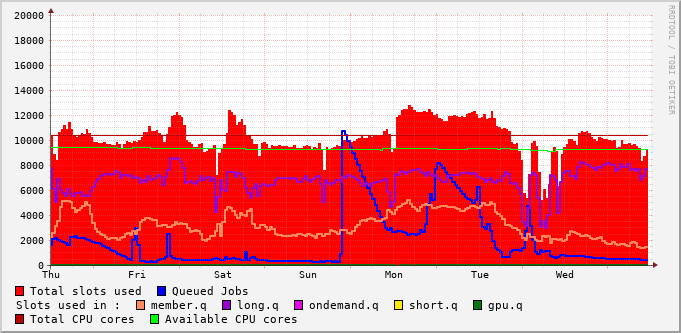 20000
18000
16000
14000
12000
10000
8000
6000
4000
2000
0
Thu Fri Sat Sun Mon Tue Wed
Total slots used Queued Jobs
Slots used in : member.q long.q ondemand.q short.q gpu.q
Total CPU cores Available CPU cores
RRDTOOL / TOBI OETIKER